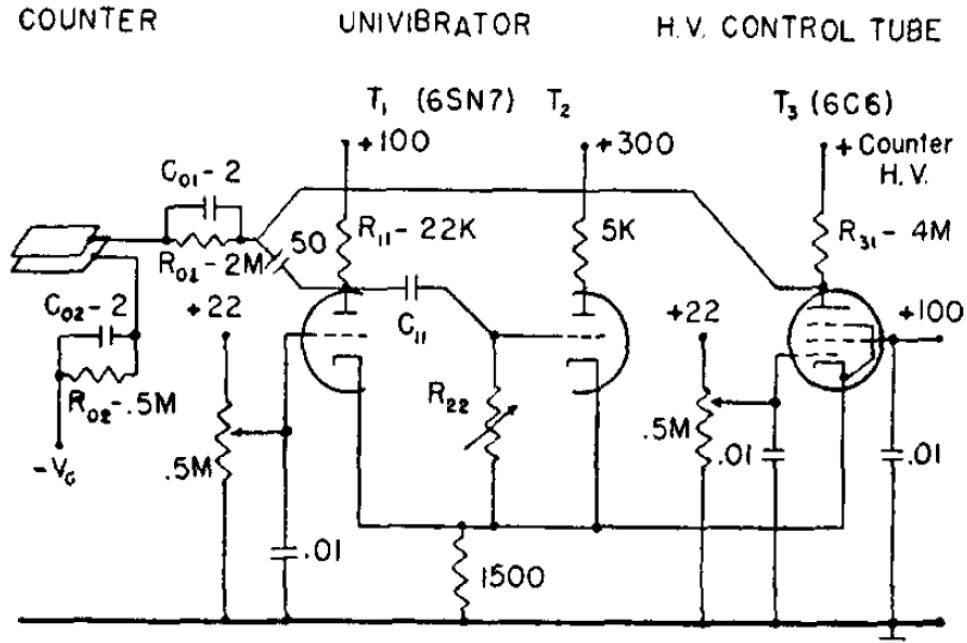 COUNTER UNIVIBRATOR H.V. CONTROL TUBE
T₁ (6SN7) T₂ T₃ (6C6)
+100 +300 + Counter
H.V.
C₀₁-2
R₁₁-22K 5K R₃₁-4M
50
R₀₁-2M
C₀₂-2 +22 C₁₁ +22 +100
R₀₂-.5M R₂₂
-V_G .5M .5M .01 .01
.01 1500